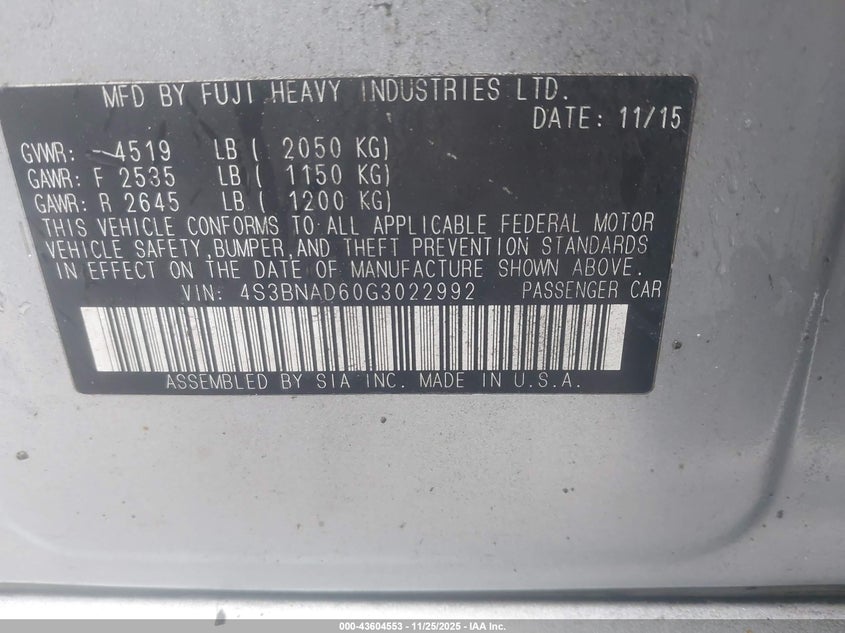 MFD BY FUJI HEAVY INDUSTRIES LTD.
DATE: 11/15
GVWR: -4519 LB ( 2050 KG)
GAWR: F 2535 LB ( 1150 KG)
GAWR: R 2645 LB ( 1200 KG)
THIS VEHICLE CONFORMS TO ALL APPLICABLE FEDERAL MOTOR
VEHICLE SAFETY,BUMPER,AND THEFT PREVENTION STANDARDS
IN EFFECT ON THE DATE OF MANUFACTURE SHOWN ABOVE.
VIN: 4S3BNAD60G3022992 PASSENGER CAR
ASSEMBLED BY SIA INC. MADE IN U.S.A.
000-43604553 - 11/25/2025 - IAA Inc.